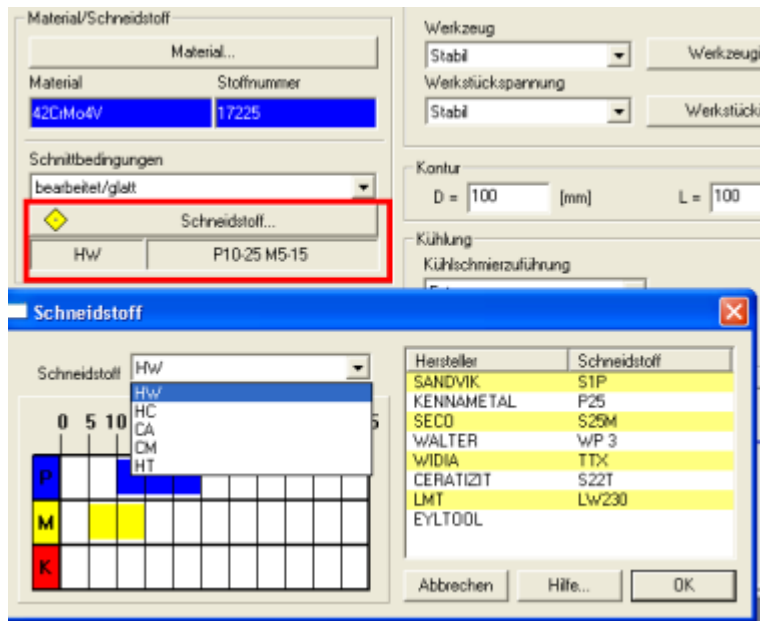 Material/Schneidstoff
Material...
Material Stoffnummer
42CrMo4V 17225
Schnittbedingungen
bearbeitet/glatt
Schneidstoff...
HW P10-25 M5-15
Werkzeug
Stabil
Werkstückspannung
Stabil
Kontur
D = 100 [mm] L = 100
Kühlung
Kühlschmierzuführung
Schneidstoff
Schneidstoff HW
HW
HC
CA
CM
HT
0 5 10
P
M
K
Hersteller Schneidstoff
SANDVIK S1P
KENNAMETAL P25
SECO S25M
WALTER WP 3
WIDIA TTX
CERATIZIT S22T
LMT LW230
EYLTOOL
Abbrechen Hilfe... OK